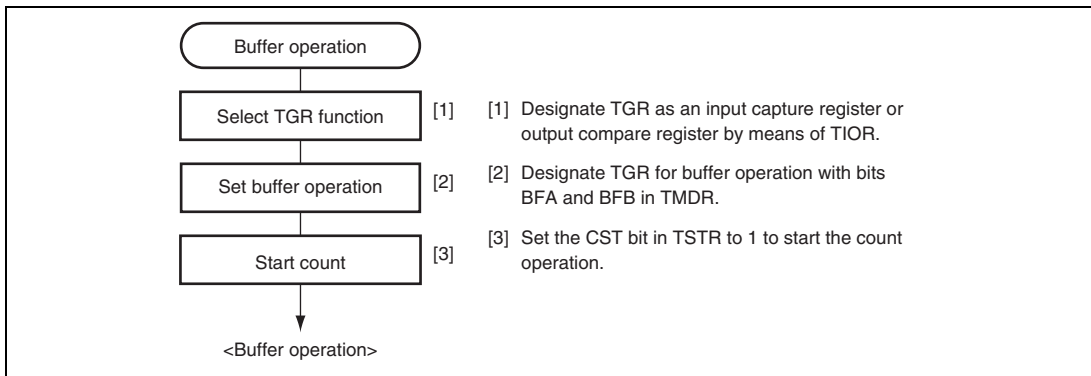 Buffer operation
Select TGR function
[1]
[1] Designate TGR as an input capture register or
output compare register by means of TIOR.
Set buffer operation
[2]
[2] Designate TGR for buffer operation with bits
BFA and BFB in TMDR.
Start count
[3]
[3] Set the CST bit in TSTR to 1 to start the count
operation.
<Buffer operation>